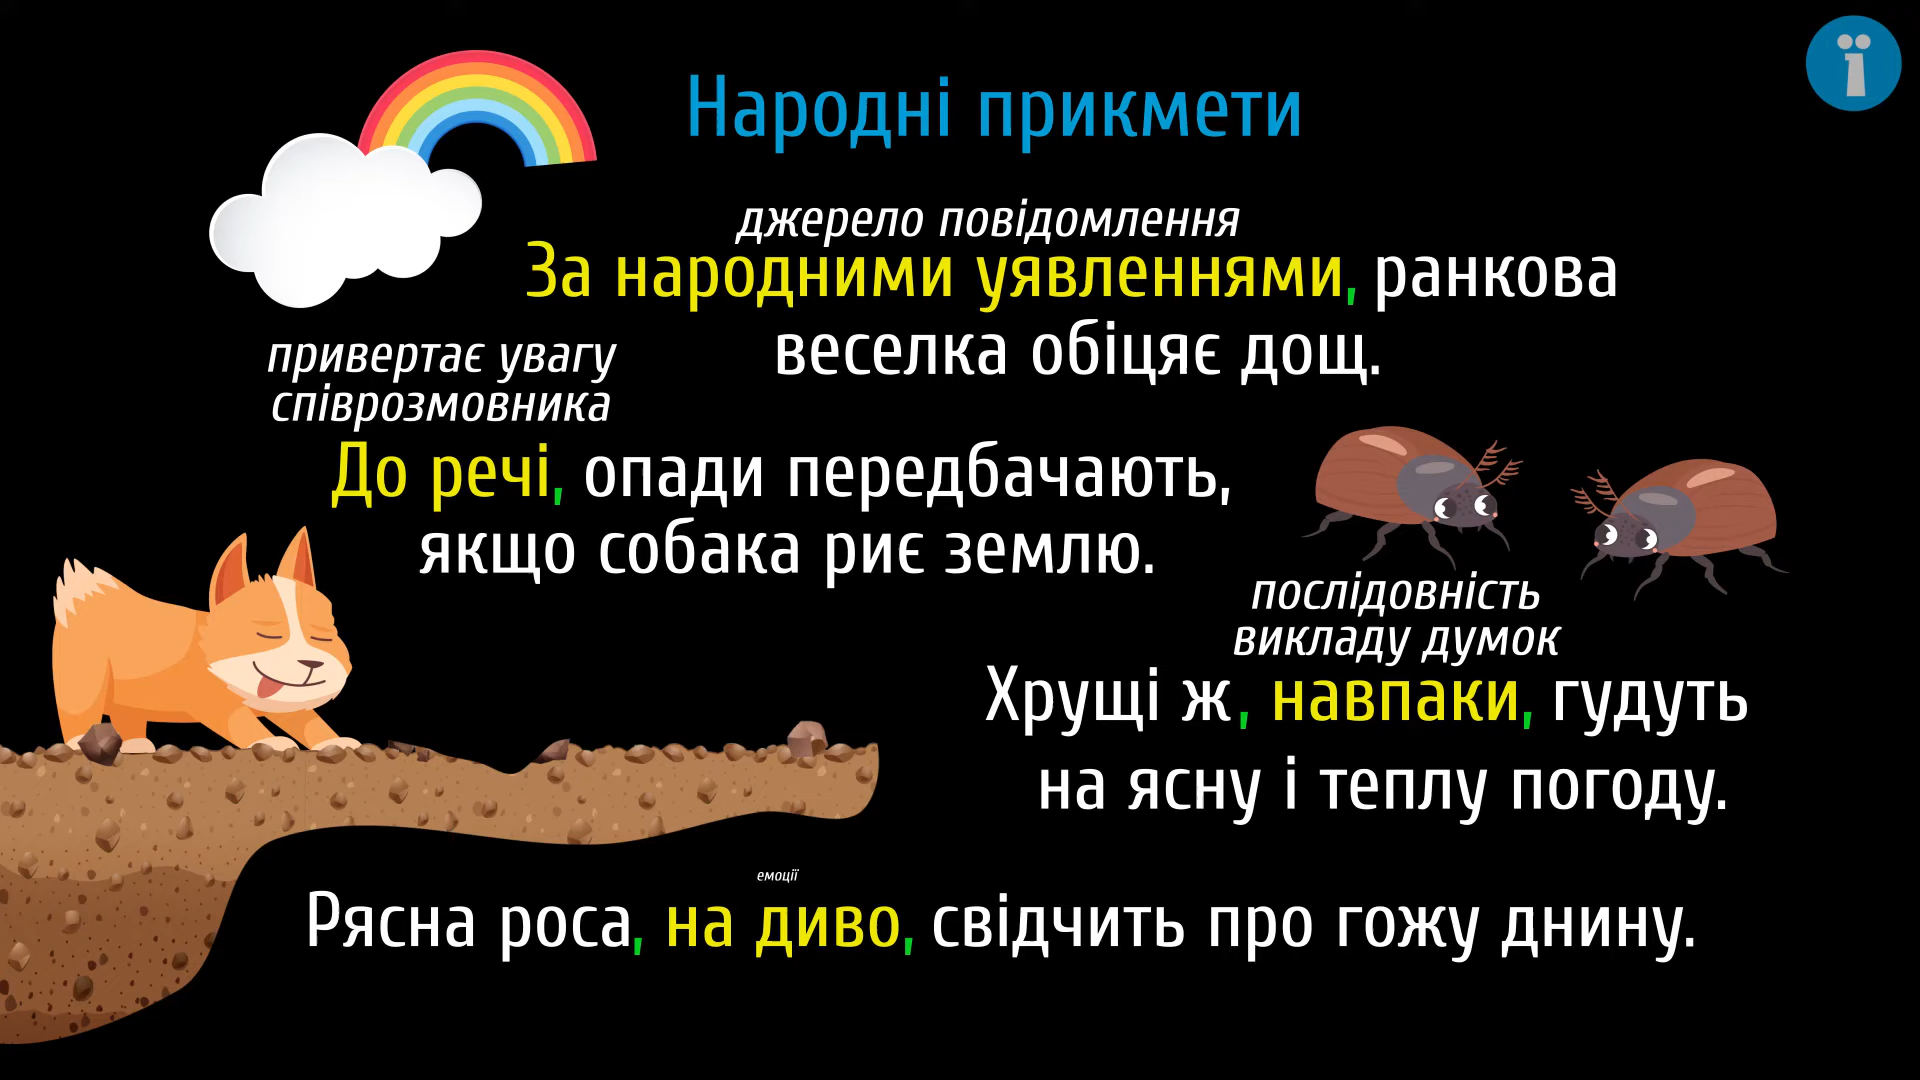 ї
Народні прикмети
джерело повідомлення
За народними уявленнями, ранкова
веселка обіцяє дощ.
привертає увагу
співрозмовника
До речі, опади передбачають,
якщо собака риє землю.
послідовність
викладу думок
Хрущі ж, навпаки, гудуть
на ясну і теплу погоду.
емоції
Рясна роса, на диво, свідчить про гожу днину.